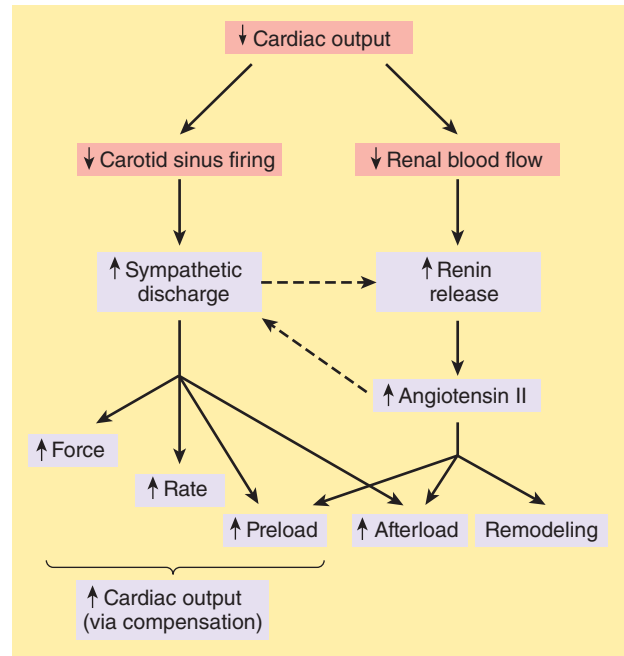 ↓ Cardiac output
↓ Carotid sinus firing
↓ Renal blood flow
↑ Sympathetic
discharge
↑ Renin
release
↑ Angiotensin II
↑ Force
↑ Rate
↑ Preload
↑ Afterload
Remodeling
↑ Cardiac output
(via compensation)